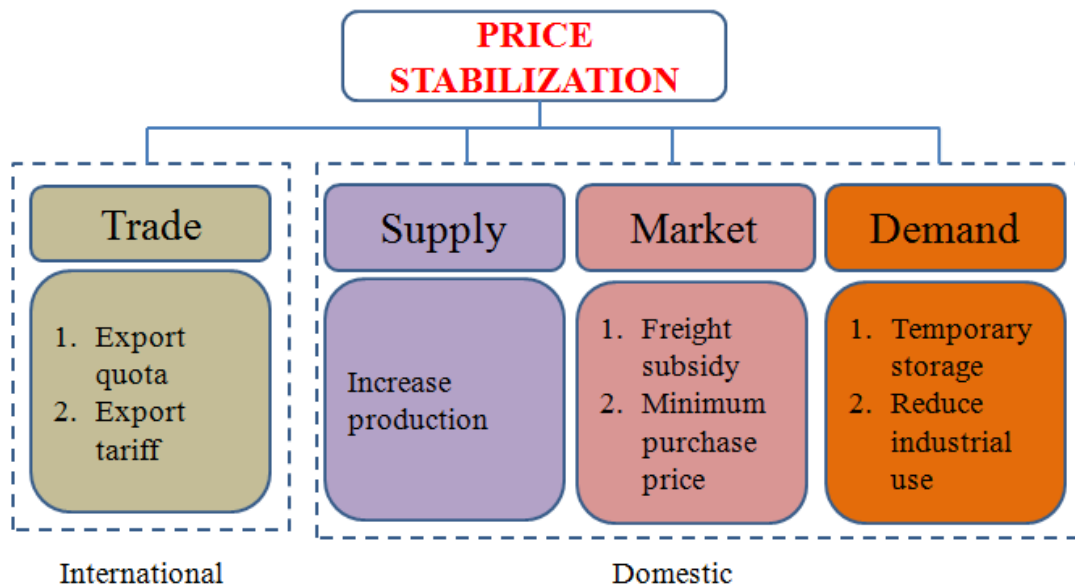 PRICE
STABILIZATION
Trade
1. Export
quota
2. Export
tariff
Supply
Increase
production
Market
1. Freight
subsidy
2. Minimum
purchase
price
Demand
1. Temporary
storage
2. Reduce
industrial
use
International
Domestic